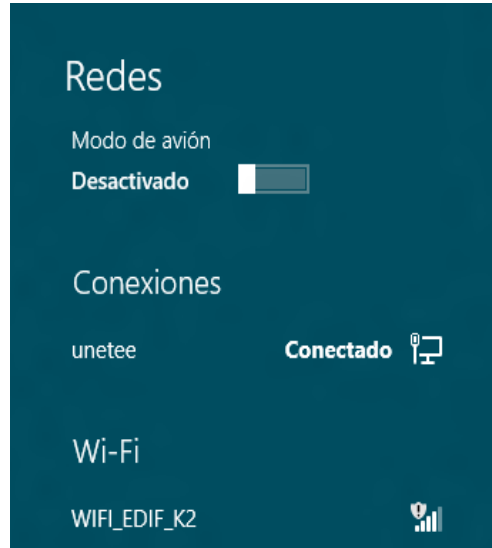 Redes
Modo de avión
Desactivado
Conexiones
unetee Conectado
Wi-Fi
WIFI_EDIF_K2